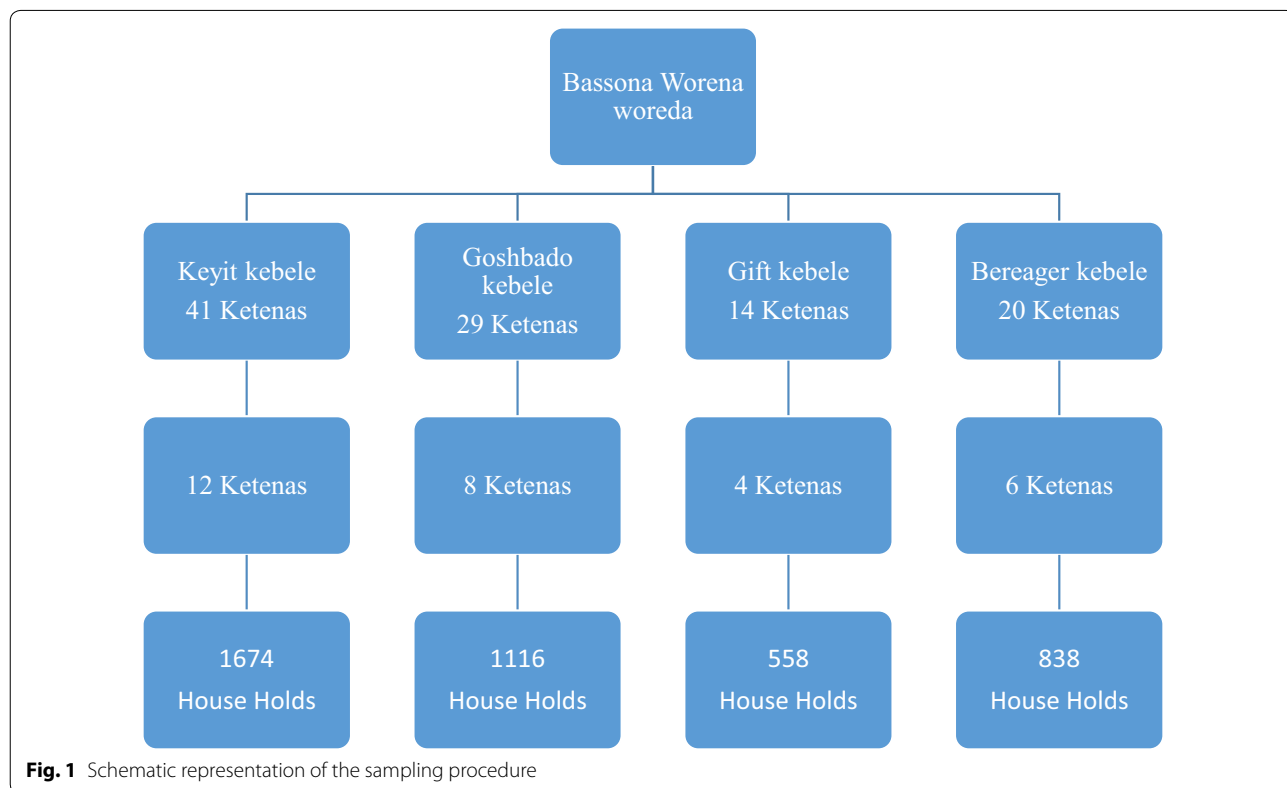 Bassona Worena
woreda
Keyit kebele
41 Ketenas
Goshbado
kebele
29 Ketenas
Gift kebele
14 Ketenas
Bereager kebele
20 Ketenas
12 Ketenas
8 Ketenas
4 Ketenas
6 Ketenas
1674
House Holds
1116
House Holds
558
House Holds
838
House Holds
Fig. 1 Schematic representation of the sampling procedure